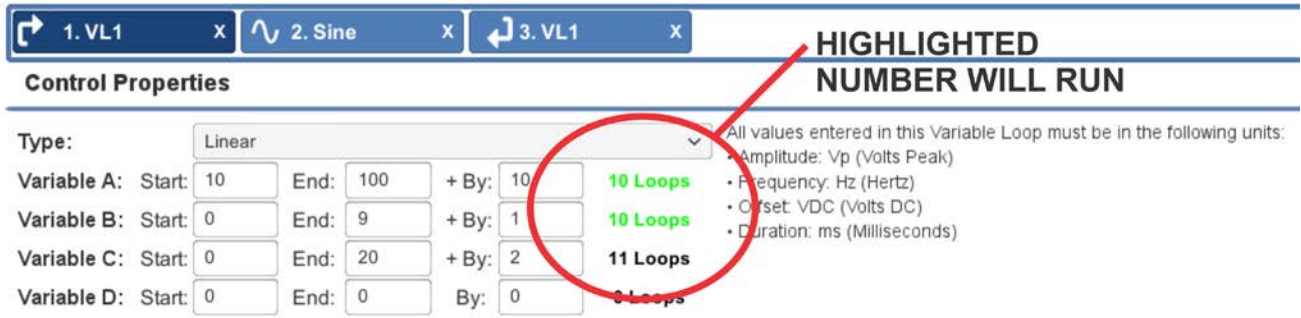 1. VL1 X 2. Sine X 3. VL1 X
HIGHLIGHTED
NUMBER WILL RUN
Control Properties
Type: Linear
Variable A: Start: 10 End: 100 + By: 10 10 Loops
Variable B: Start: 0 End: 9 + By: 1 10 Loops
Variable C: Start: 0 End: 20 + By: 2 11 Loops
Variable D: Start: 0 End: 0 By: 0 0 Loops
All values entered in this Variable Loop must be in the following units:
• Amplitude: Vp (Volts Peak)
• Frequency: Hz (Hertz)
• Offset: VDC (Volts DC)
• Duration: ms (Milliseconds)